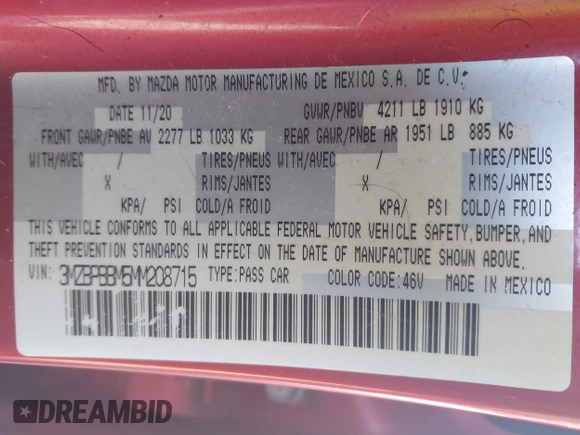 MFD. BY MAZDA MOTOR MANUFACTURING DE MEXICO S.A. DE C.V.
DATE 11/20 GVWR/PNBV 4211 LB 1910 KG
FRONT GAWR/PNBE AV 2277 LB 1033 KG REAR GAWR/PNBE AR 1951 LB 885 KG
WITH/AVEC / TIRES/PNEUS WITH/AVEC / TIRES/PNEUS
X RIMS/JANTES X RIMS/JANTES
KPA/ PSI COLD/A FROID KPA/ PSI COLD/A FROID
THIS VEHICLE CONFORMS TO ALL APPLICABLE FEDERAL MOTOR VEHICLE SAFETY, BUMPER, AND
THEFT PREVENTION STANDARDS IN EFFECT ON THE DATE OF MANUFACTURE SHOWN ABOVE.
VIN: TYPE: PASS CAR COLOR CODE: 46V MADE IN MEXICO
DREAMBID